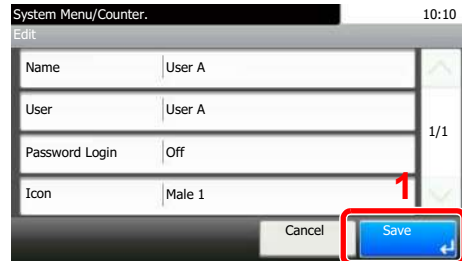 System Menu/Counter. 10:10
Edit
Name User A
User User A
1/1
Password Login Off
Icon Male 1
1
Cancel Save